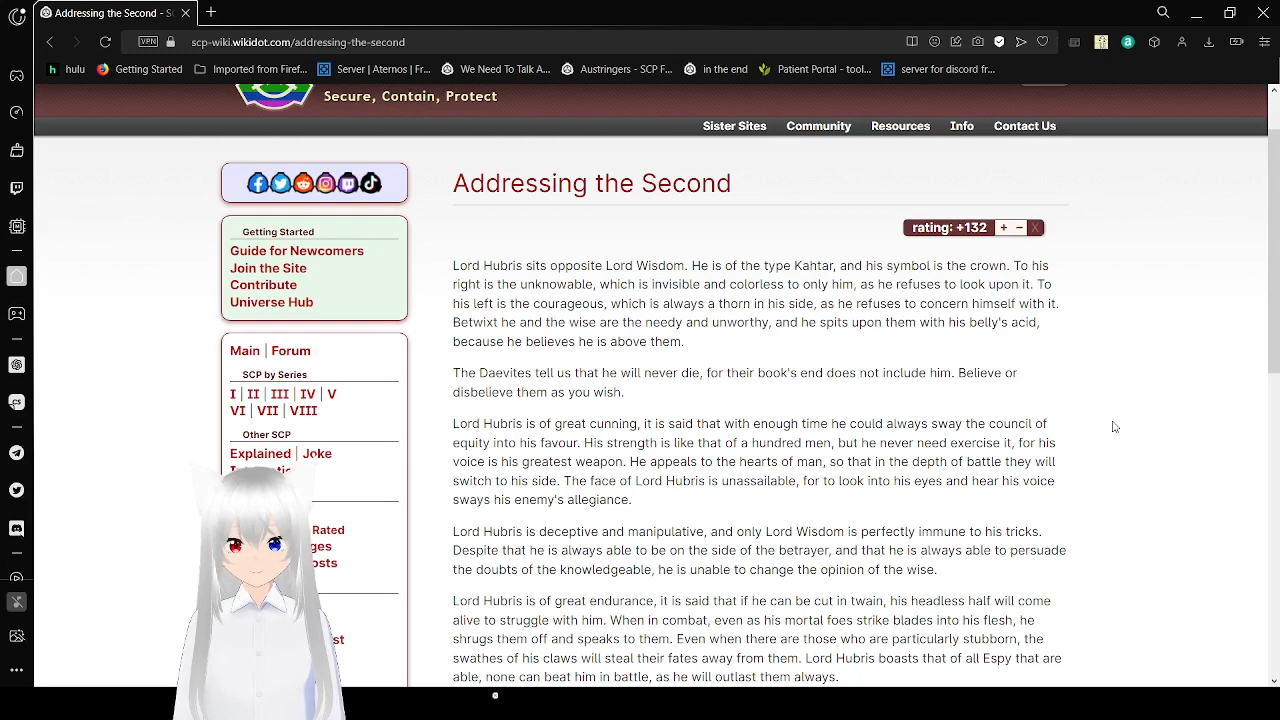 Addressing the Second - SC
scp-wiki.wikidot.com/addressing-the-second
VPN
hulu
Getting Started
Imported from Firef...
Server | Aternos | Fr...
We Need To Talk A...
Austringers - SCP F...
in the end
Patient Portal - tool...
server for discord fr...
Secure, Contain, Protect
Sister Sites
Community
Resources
Info
Contact Us
Getting Started
Guide for Newcomers
Join the Site
Contribute
Universe Hub
Main | Forum
SCP by Series
I | II | III | IV | V
VI | VII | VIII
Other SCP
Explained | Joke
Rated
Addressing the Second
rating: +132 + – X
Lord Hubris sits opposite Lord Wisdom. He is of the type Kahtar, and his symbol is the crown. To his
right is the unknowable, which is invisible and colorless to only him, as he refuses to look upon it. To
his left is the courageous, which is always a thorn in his side, as he refuses to concern himself with it.
Betwixt he and the wise are the needy and unworthy, and he spits upon them with his belly's acid,
because he believes he is above them.
The Daevites tell us that he will never die, for their book's end does not include him. Believe or
disbelieve them as you wish.
Lord Hubris is of great cunning, it is said that with enough time he could always sway the council of
equity into his favour. His strength is like that of a hundred men, but he never need exercise it, for his
voice is his greatest weapon. He appeals to the hearts of man, so that in the depth of battle they will
switch to his side. The face of Lord Hubris is unassailable, for to look into his eyes and hear his voice
sways his enemy's allegiance.
Lord Hubris is deceptive and manipulative, and only Lord Wisdom is perfectly immune to his tricks.
Despite that he is always able to be on the side of the betrayer, and that he is always able to persuade
the doubts of the knowledgeable, he is unable to change the opinion of the wise.
Lord Hubris is of great endurance, it is said that if he can be cut in twain, his headless half will come
alive to struggle with him. When in combat, even as his mortal foes strike blades into his flesh, he
shrugs them off and speaks to them. Even when there are those who are particularly stubborn, the
swathes of his claws will steal their fates away from them. Lord Hubris boasts that of all Espy that are
able, none can beat him in battle, as he will outlast them always.